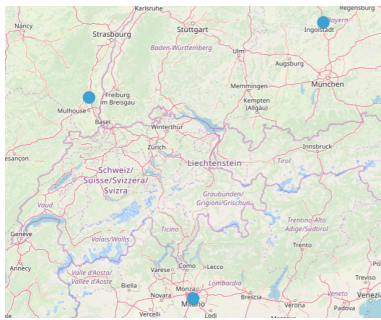 Karlsruhe
Regensburg
Nancy
Stuttgart
Bayern
Ingolstadt
Strasbourg
Baden-Württemberg
Ulm
Augsburg
München
Memmingen
Freiburg
im Breisgau
Kempten
(Allgäu)
Mulhouse
Basel
Winterthur
Zürich
Innsbruck
Besançon
Liechtenstein
Tirol
Schweiz/
Suisse/Svizzera/
Svizra
Graubünden/
Grigioni/Grischun
Vaud
Trentino-Alto
Adige/Südtirol
Genève
Valais/Wallis
Ticino
Trento
Annecy
Valle d'Aosta/
Vallée d'Aoste
Como
Lecco
Varese
Treviso
Biella
Monza
Lombardia
Veneto
Novara
Milano
Brescia
Verona
Venezia
Padova
Vercelli
Lodi